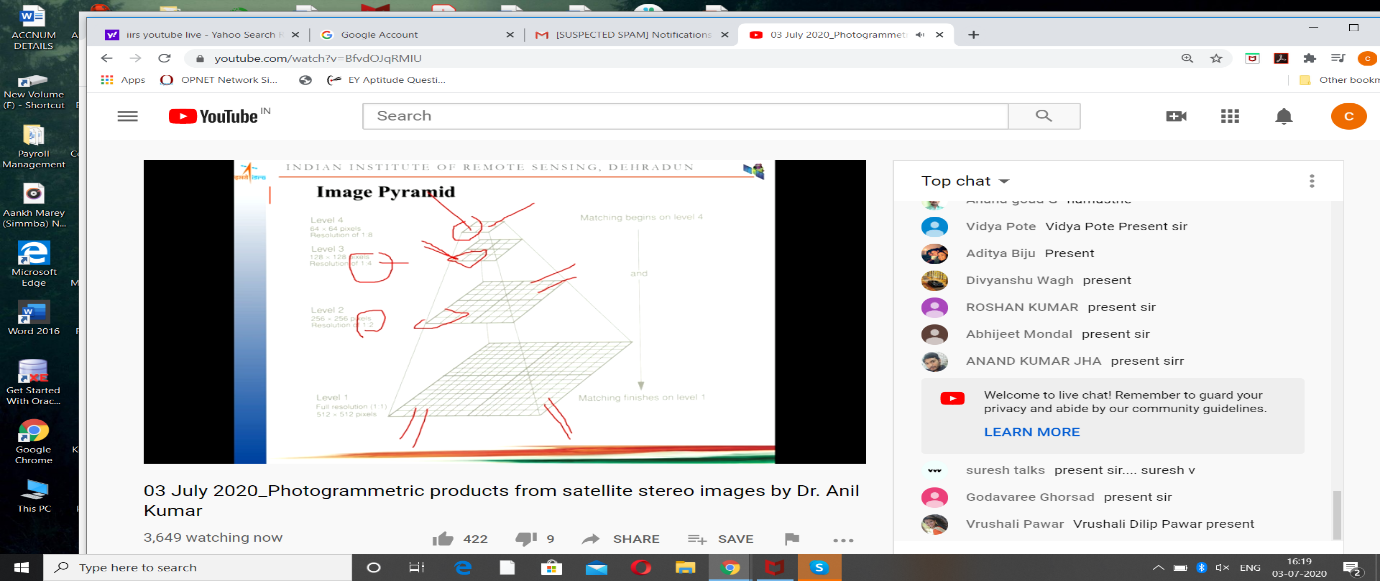 ACCNUM
DETAILS
New Volume
(F) - Shortcut
Payroll
Management
Aankh Marey
(Simmba) N...
Microsoft
Edge
Word 2016
Get Started
With Orac...
Google
Chrome
This PC
iirs youtube live - Yahoo Search
Google Account
[SUSPECTED SPAM] Notifications
03 July 2020_Photogrammet
youtube.com/watch?v=BfvdOJqRMIU
Apps
OPNET Network Si...
EY Aptitude Questi...
Other bookm
YouTube IN
Search
C
INDIAN INSTITUTE OF REMOTE SENSING, DEHRADUN
Image Pyramid
Level 4
64 × 64 pixels
Resolution of 1:8
Matching begins on level 4
Level 3
128 × 128 pixels
Resolution of 1:4
and
Level 2
256 × 256 pixels
Resolution of 1:2
Level 1
Full resolution (1:1)
512 × 512 pixels
Matching finishes on level 1
03 July 2020_Photogrammetric products from satellite stereo images by Dr. Anil
Kumar
3,649 watching now
422
9
SHARE
SAVE
Top chat
Vidya Pote Vidya Pote Present sir
Aditya Biju Present
Divyanshu Wagh present
ROSHAN KUMAR present sir
Abhijeet Mondal present sir
ANAND KUMAR JHA present sirr
Welcome to live chat! Remember to guard your
privacy and abide by our community guidelines.
LEARN MORE
suresh talks present sir.... suresh v
Godavaree Ghorsad present sir
Vrushali Pawar Vrushali Dilip Pawar present
Type here to search
ENG
16:19
03-07-2020
2